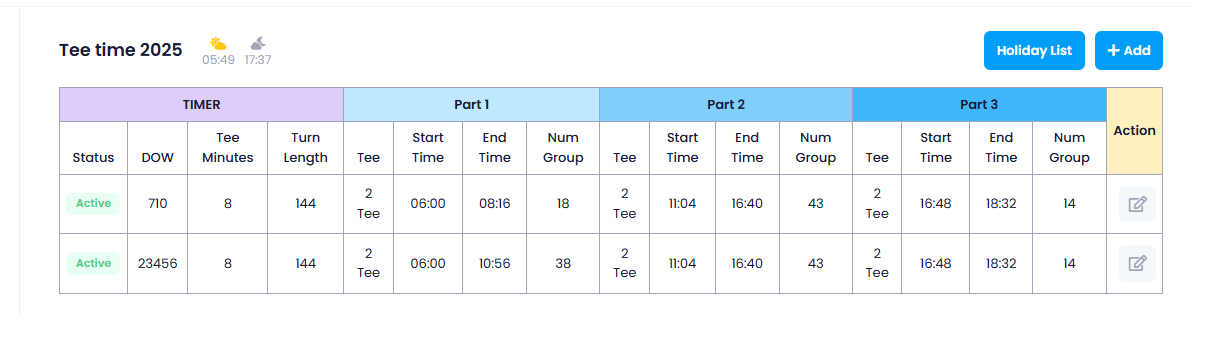 Tee time 2025 05:49 17:37 Holiday List + Add
TIMER Part 1 Part 2 Part 3 Action
Status DOW Tee Minutes Turn Length Tee Start Time End Time Num Group Tee Start Time End Time Num Group Tee Start Time End Time Num Group
Active 710 8 144 2 Tee 06:00 08:16 18 2 Tee 11:04 16:40 43 2 Tee 16:48 18:32 14
Active 23456 8 144 2 Tee 06:00 10:56 38 2 Tee 11:04 16:40 43 2 Tee 16:48 18:32 14